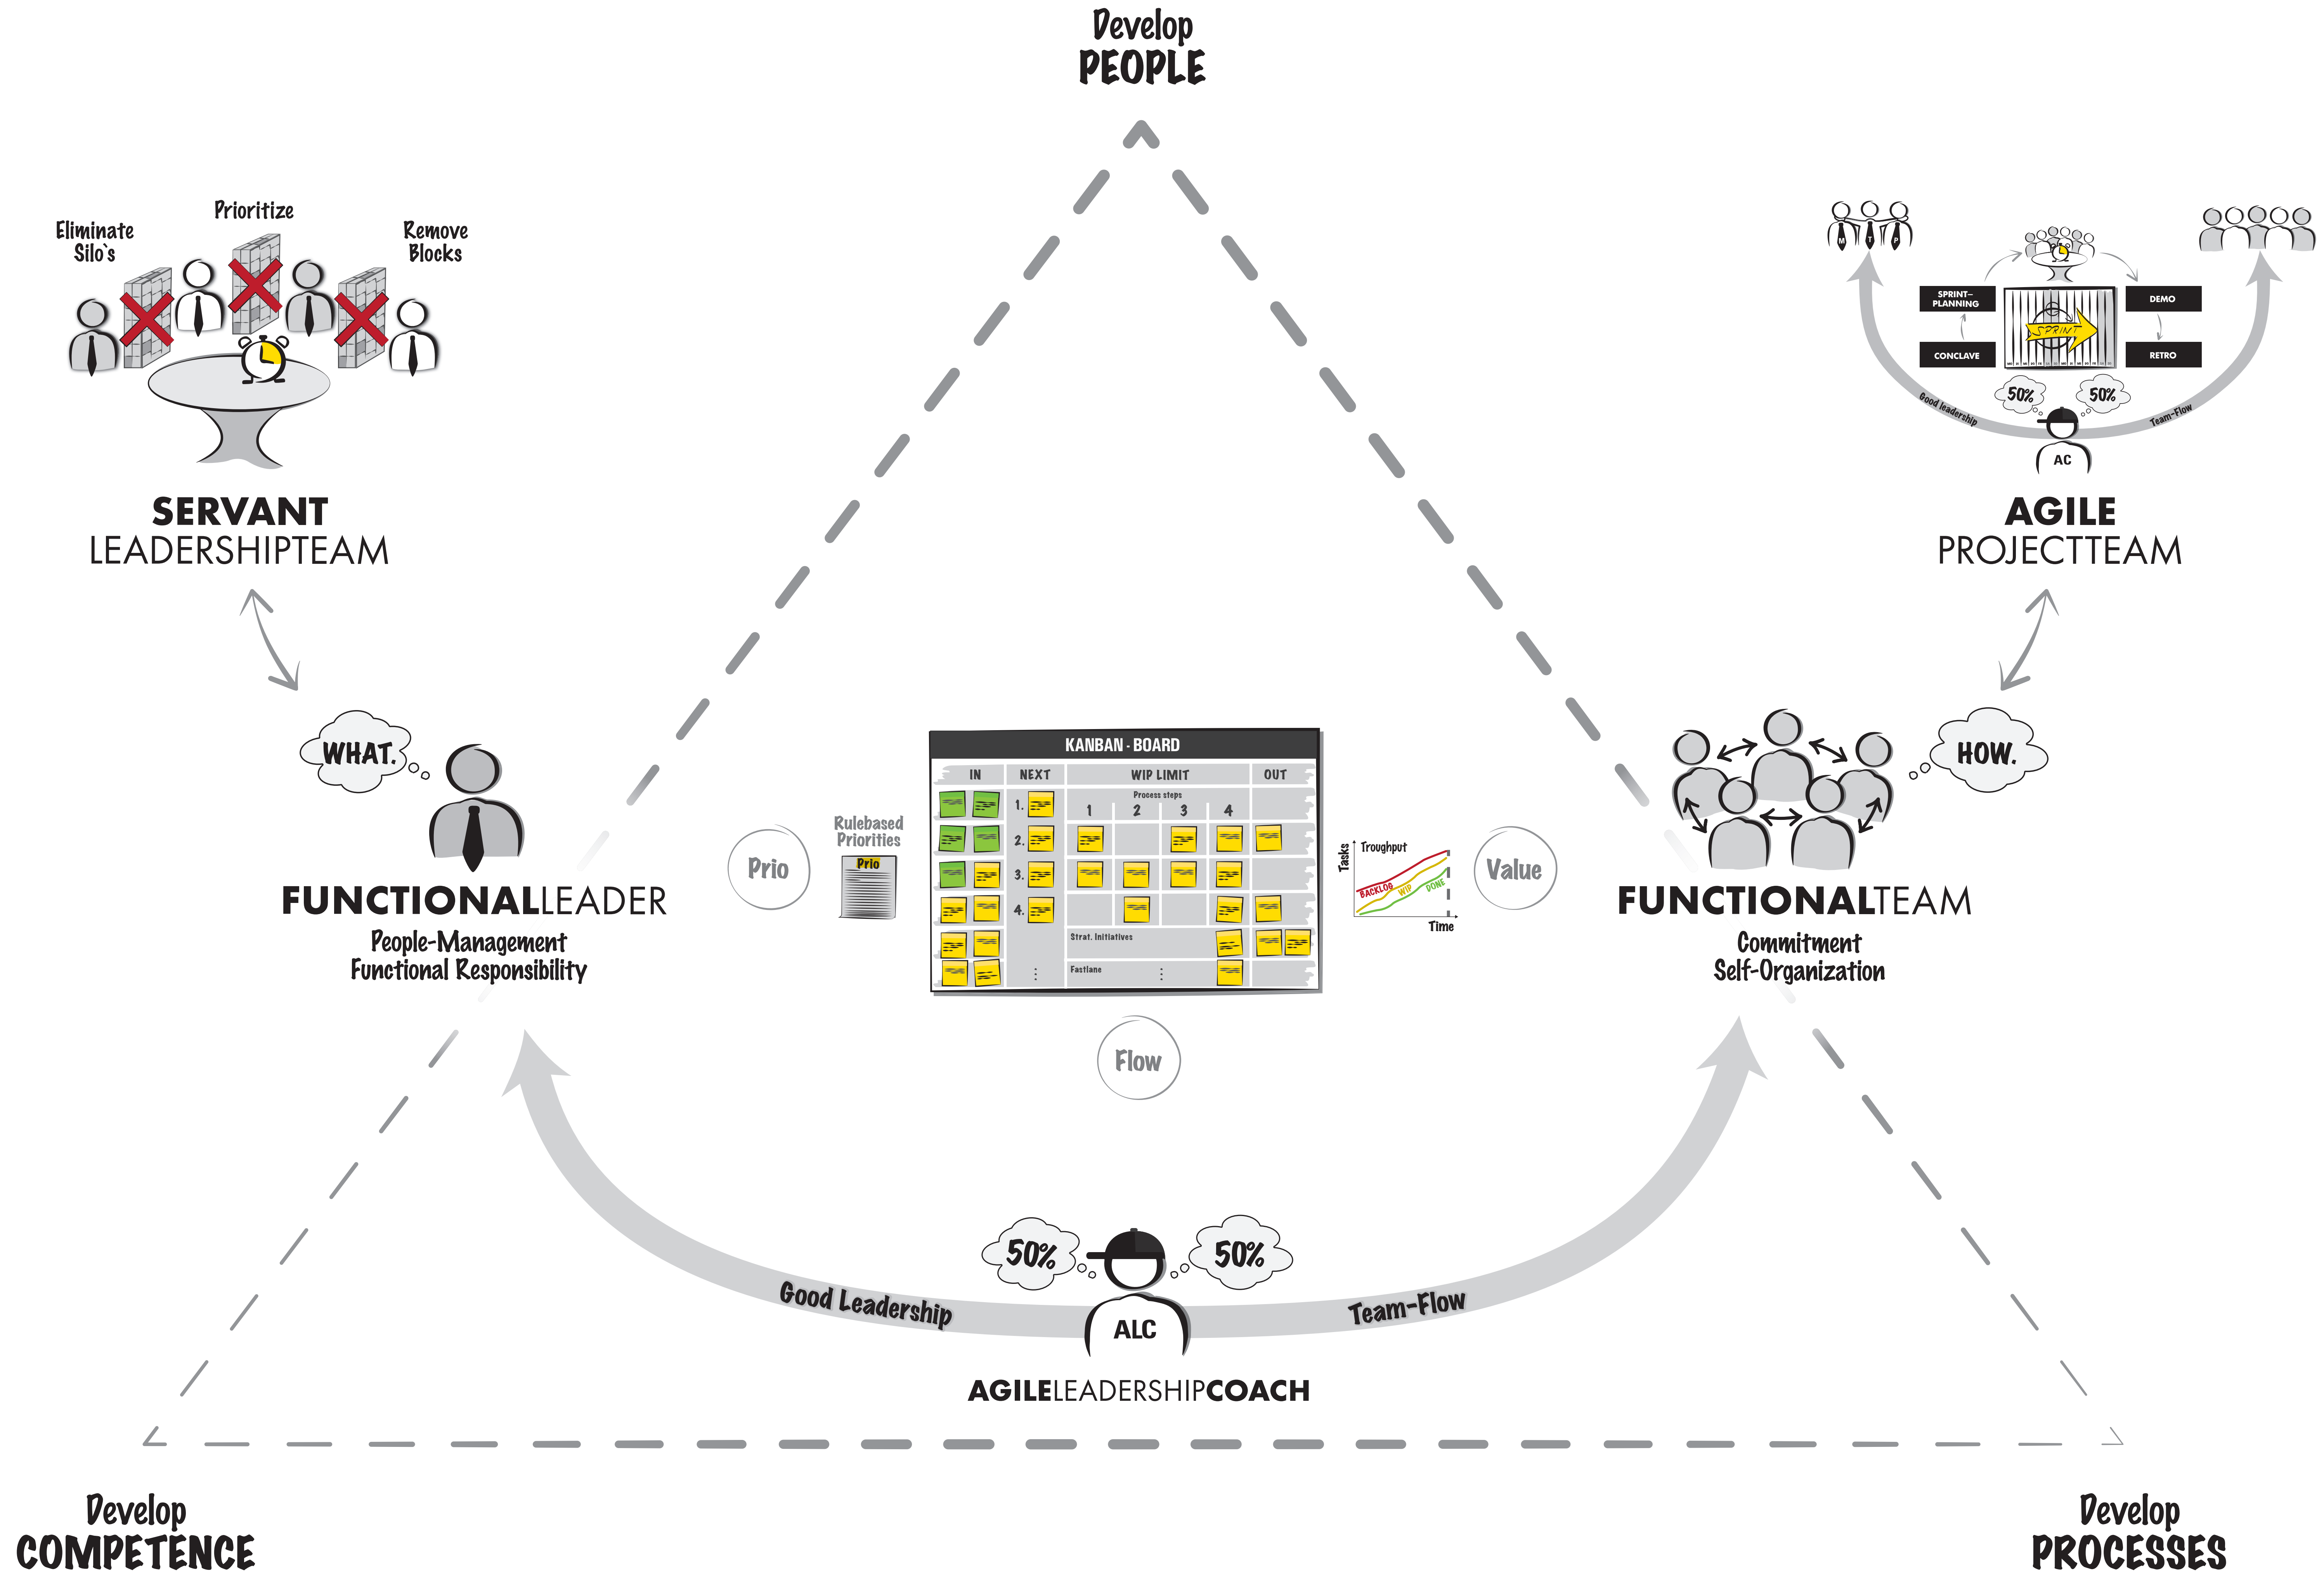 Develop
PEOPLE
Prioritize
Eliminate
Silo`s
Remove
Blocks
SERVANT
LEADERSHIPTEAM
M T P
SPRINT–
PLANNING
DEMO
SPRINT
CONCLAVE
RETRO
50%
50%
Good leadership
Team-Flow
AC
AGILE
PROJECTTEAM
WHAT.
FUNCTIONALLEADER
People-Management
Functional Responsibility
Prio
Rulebased
Priorities
Prio
KANBAN - BOARD
IN NEXT WIP LIMIT OUT
Process steps
1 2 3 4
1.
2.
3.
4.
Strat. Initiatives
Fastlane
Troughput
Tasks
BACKLOG
WIP
DONE
Time
Value
Flow
HOW.
FUNCTIONALTEAM
Commitment
Self-Organization
50%
50%
Good Leadership
Team-Flow
ALC
AGILELEADERSHIPCOACH
Develop
COMPETENCE
Develop
PROCESSES